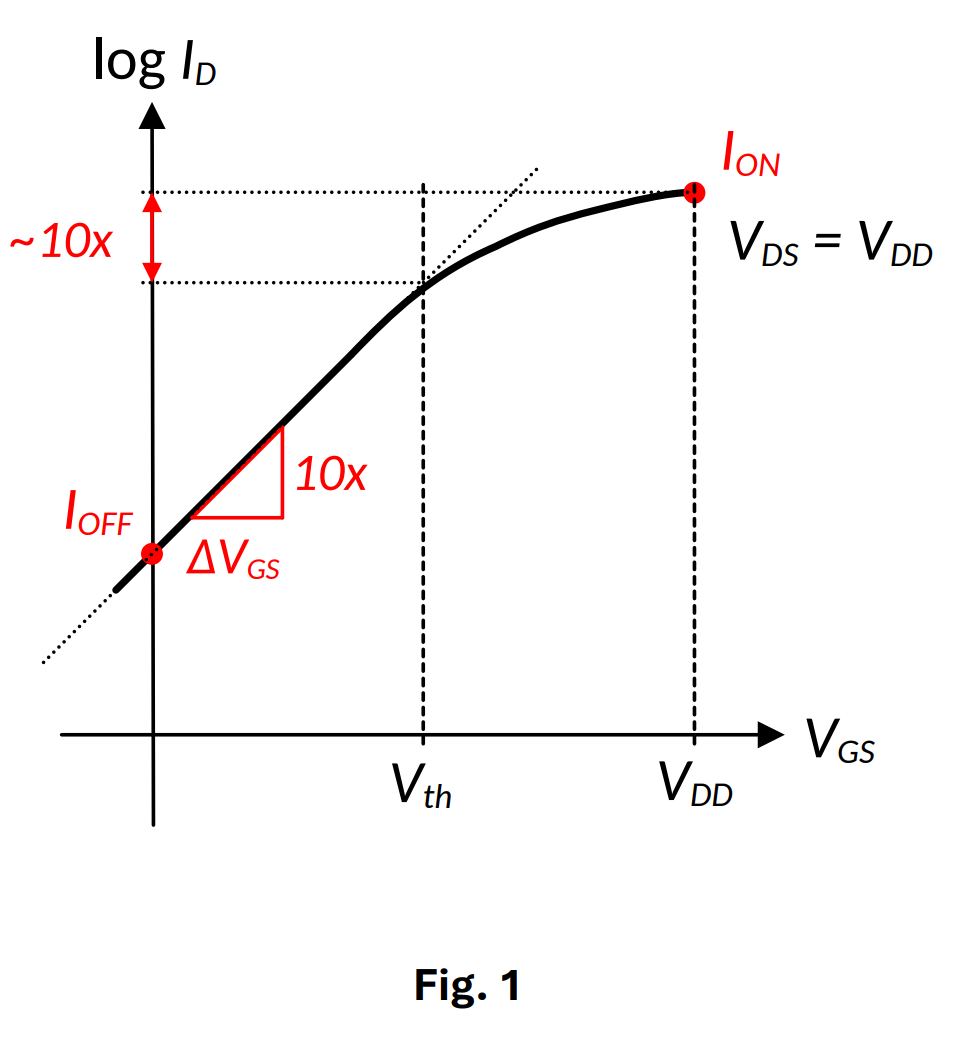 log I_D
I_ON
~10x
V_DS = V_DD
10x
I_OFF
ΔV_GS
V_GS
V_th
V_DD
Fig. 1